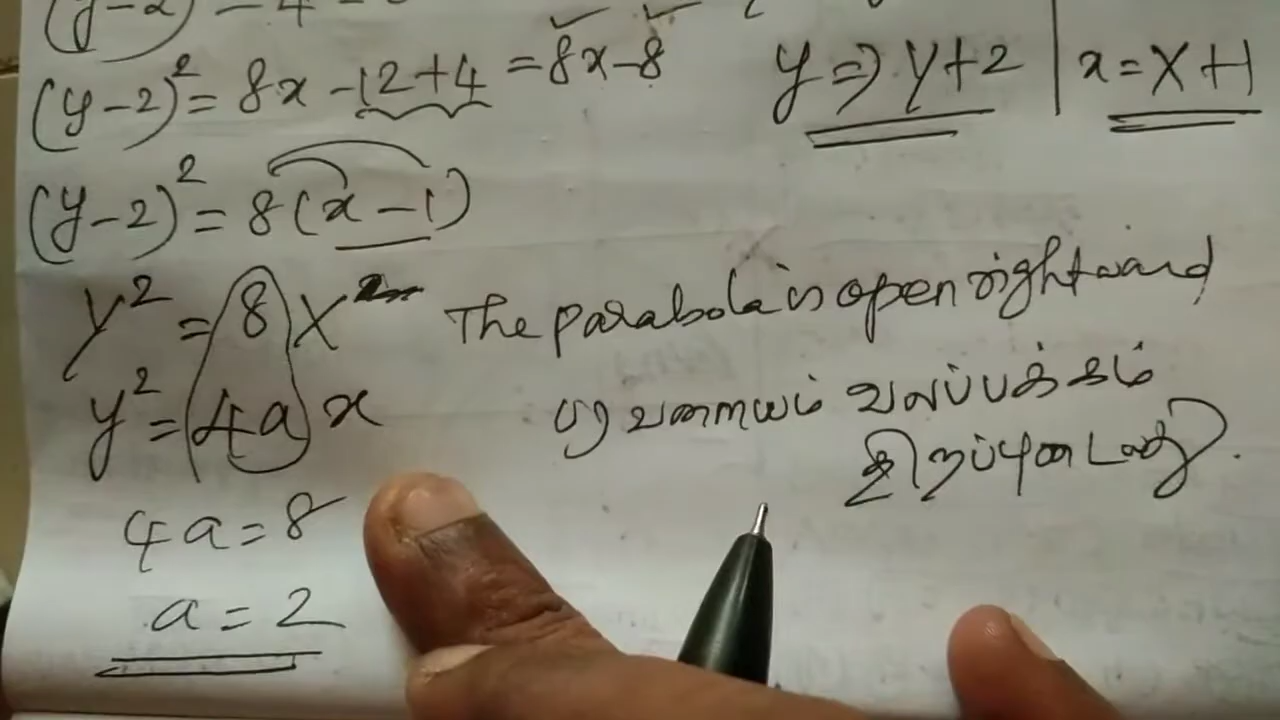 (y-2)² = 8x - 12 + 4 = 8x - 8
y => Y+2 | x = X+1
(y-2)² = 8(x-1)
Y² = 8X
The parabola is open rightward
y² = 4ax
பரவளையம் வலப்பக்கம்
திறப்புடையது.
4a = 8
a = 2